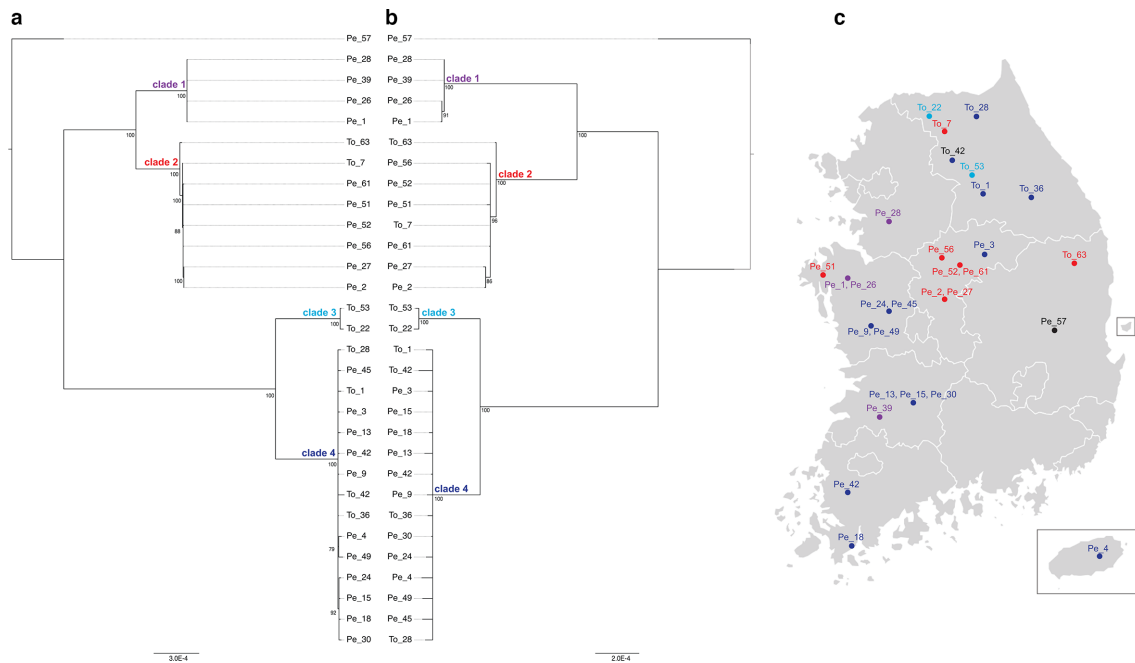 a
b
c
Pe_57
Pe_28
Pe_39
Pe_26
Pe_1
To_63
To_7
Pe_61
Pe_51
Pe_52
Pe_56
Pe_27
Pe_2
To_53
To_22
To_28
Pe_45
To_1
Pe_3
Pe_13
Pe_42
Pe_9
To_42
To_36
Pe_4
Pe_49
Pe_24
Pe_15
Pe_18
Pe_30
clade 1
clade 2
clade 3
clade 4
100
100
100
100
88
100
100
100
100
79
92
3.0E-4
Pe_57
Pe_28
Pe_39
Pe_26
Pe_1
To_63
Pe_56
Pe_52
Pe_51
To_7
Pe_61
Pe_27
Pe_2
To_53
To_22
To_1
To_42
Pe_3
Pe_15
Pe_18
Pe_13
Pe_42
Pe_9
To_36
Pe_30
Pe_24
Pe_4
Pe_49
Pe_45
To_28
clade 1
clade 2
clade 3
clade 4
100
91
100
100
96
86
100
100
100
2.0E-4
To_22
To_28
To_7
To_42
To_53
To_1
To_36
Pe_28
Pe_3
Pe_56
To_63
Pe_51
Pe_52, Pe_61
Pe_1, Pe_26
Pe_2, Pe_27
Pe_24, Pe_45
Pe_57
Pe_9, Pe_49
Pe_13, Pe_15, Pe_30
Pe_39
Pe_42
Pe_18
Pe_4